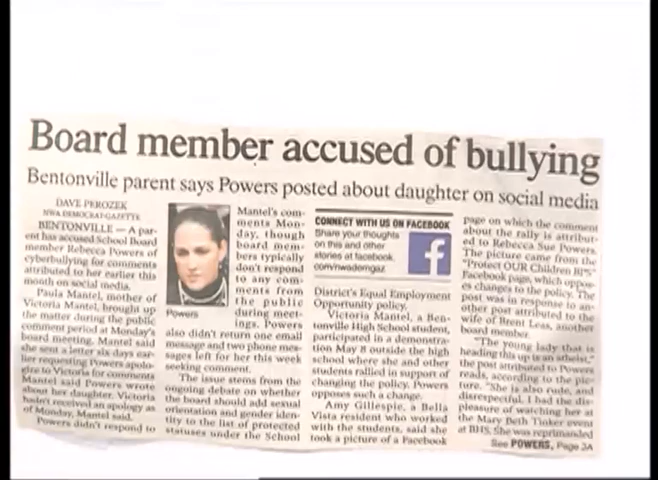 Board member accused of bullying
Bentonville parent says Powers posted about daughter on social media
DAVE PEROZEK
NWA DEMOCRAT-GAZETTE
BENTONVILLE — A par-
ent has accused School Board
member Rebecca Powers of
cyberbullying for comments
attributed to her earlier this
month on social media.
Paula Mantel, mother of
Victoria Mantel, brought up
the matter during the public
comment period at Monday's
board meeting. Mantel said
she sent a letter six days ear-
lier requesting Powers apolo-
gize to Victoria for comments
Mantel said Powers wrote
about her daughter. Victoria
hadn't received an apology as
of Monday, Mantel said.
Powers didn't respond to
Powers
Mantel's com-
ments Mon-
day, though
board mem-
bers typically
don't respond
to any com-
ments from
the public
during meet-
ings. Powers
also didn't return one email
message and two phone mes-
sages left for her this week
seeking comment.
The issue stems from the
ongoing debate on whether
the board should add sexual
orientation and gender iden-
tity to the list of protected
statuses under the School
CONNECT WITH US ON FACEBOOK
Share your thoughts
on this and other
stories at facebook.
com/nwademgaz
f
District's Equal Employment
Opportunity policy.
Victoria Mantel, a Ben-
tonville High School student,
participated in a demonstra-
tion May 8 outside the high
school where she and other
students rallied in support of
changing the policy. Powers
opposes such a change.
Amy Gillespie, a Bella
Vista resident who worked
with the students, said she
took a picture of a Facebook
page on which the comment
about the rally is attribut-
ed to Rebecca Sue Powers.
The picture came from the
"Protect OUR Children
Facebook page, which oppos-
es changes to the policy. The
post was in response to an-
other post attributed to the
wife of Brent Leas, another
board member.
"The young lady that is
heading this up is an atheist,"
the post attributed to Powers
reads, according to the pic-
ture. "She is also rude, and
disrespectful. I had the dis-
pleasure of watching her at
the Mary Beth Tinker event
at BHS. She was reprimanded
See POWERS, Page 3A